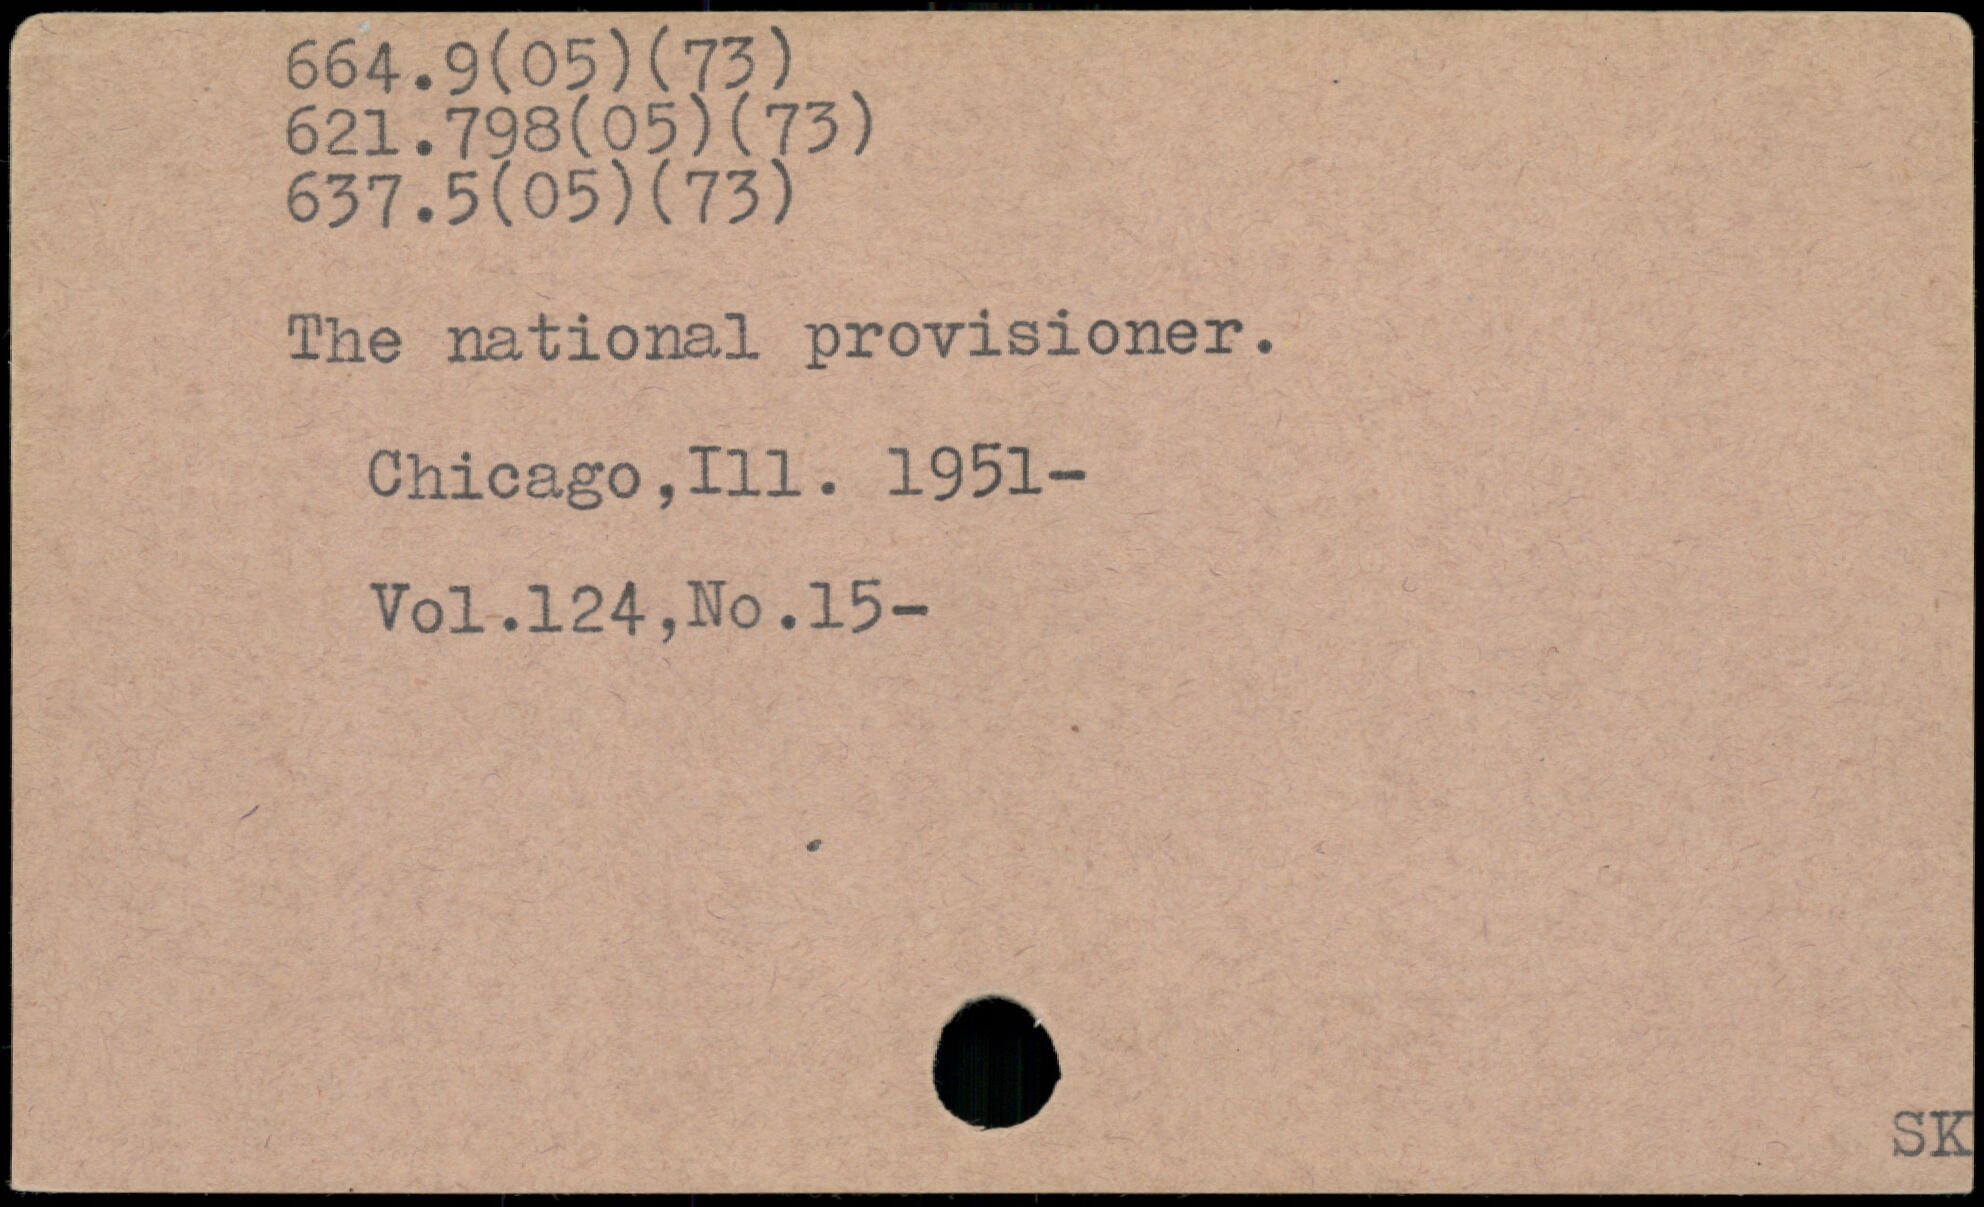 664.9(05)(73)
621.798(05)(73)
637.5(05)(73)
The national provisioner.
Chicago,Ill. 1951-
Vol.124,No.15-
SK